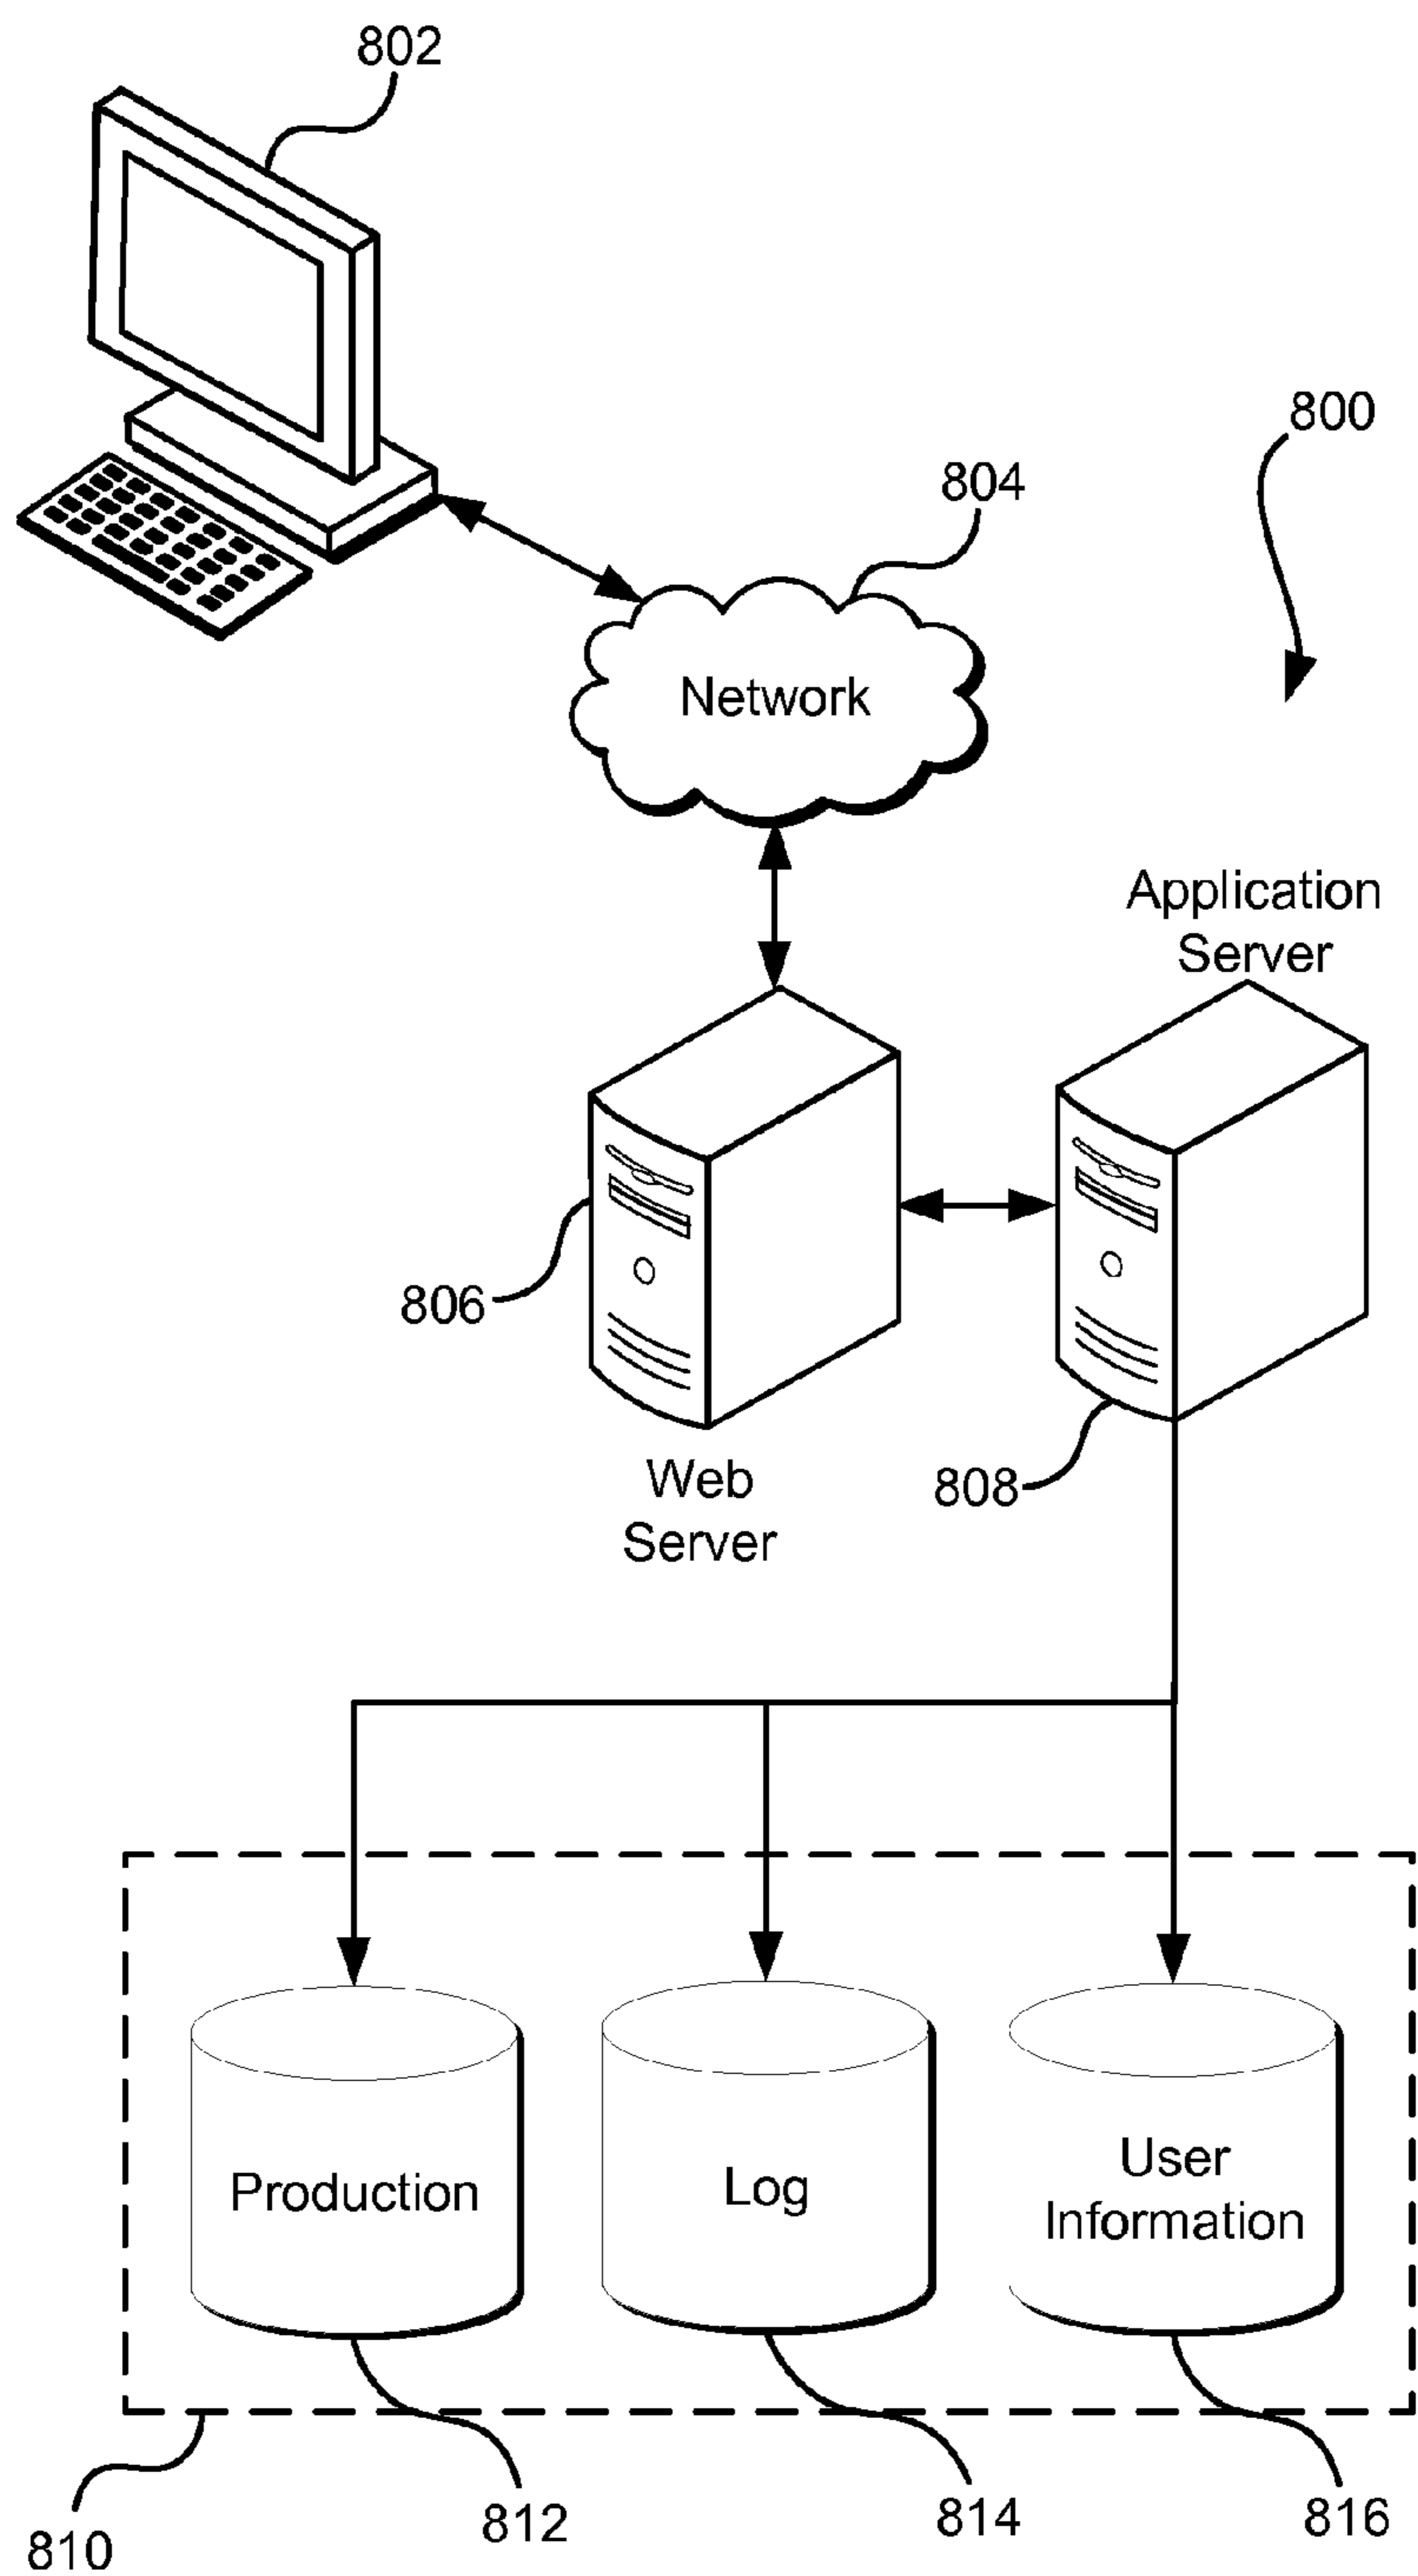 802
800
804
Network
Application
Server
806
808
Web
Server
Production
Log
User
Information
810
812
814
816